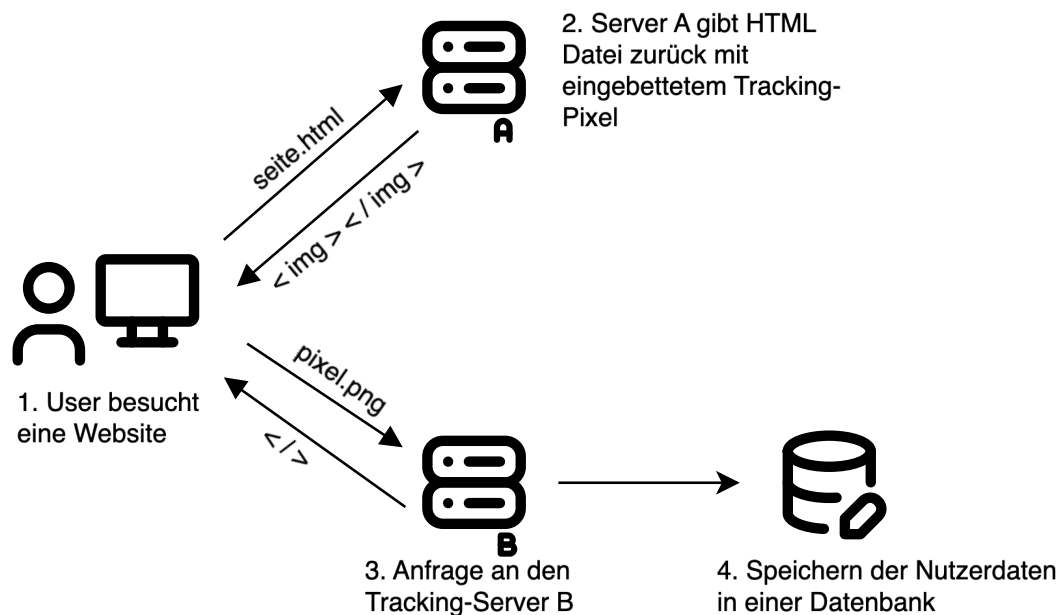 2. Server A gibt HTML
Datei zurück mit
eingebettetem Tracking-
Pixel
A
seite.html
<img></img>
1. User besucht
eine Website
pixel.png
</>
B
3. Anfrage an den
Tracking-Server B
4. Speichern der Nutzerdaten
in einer Datenbank